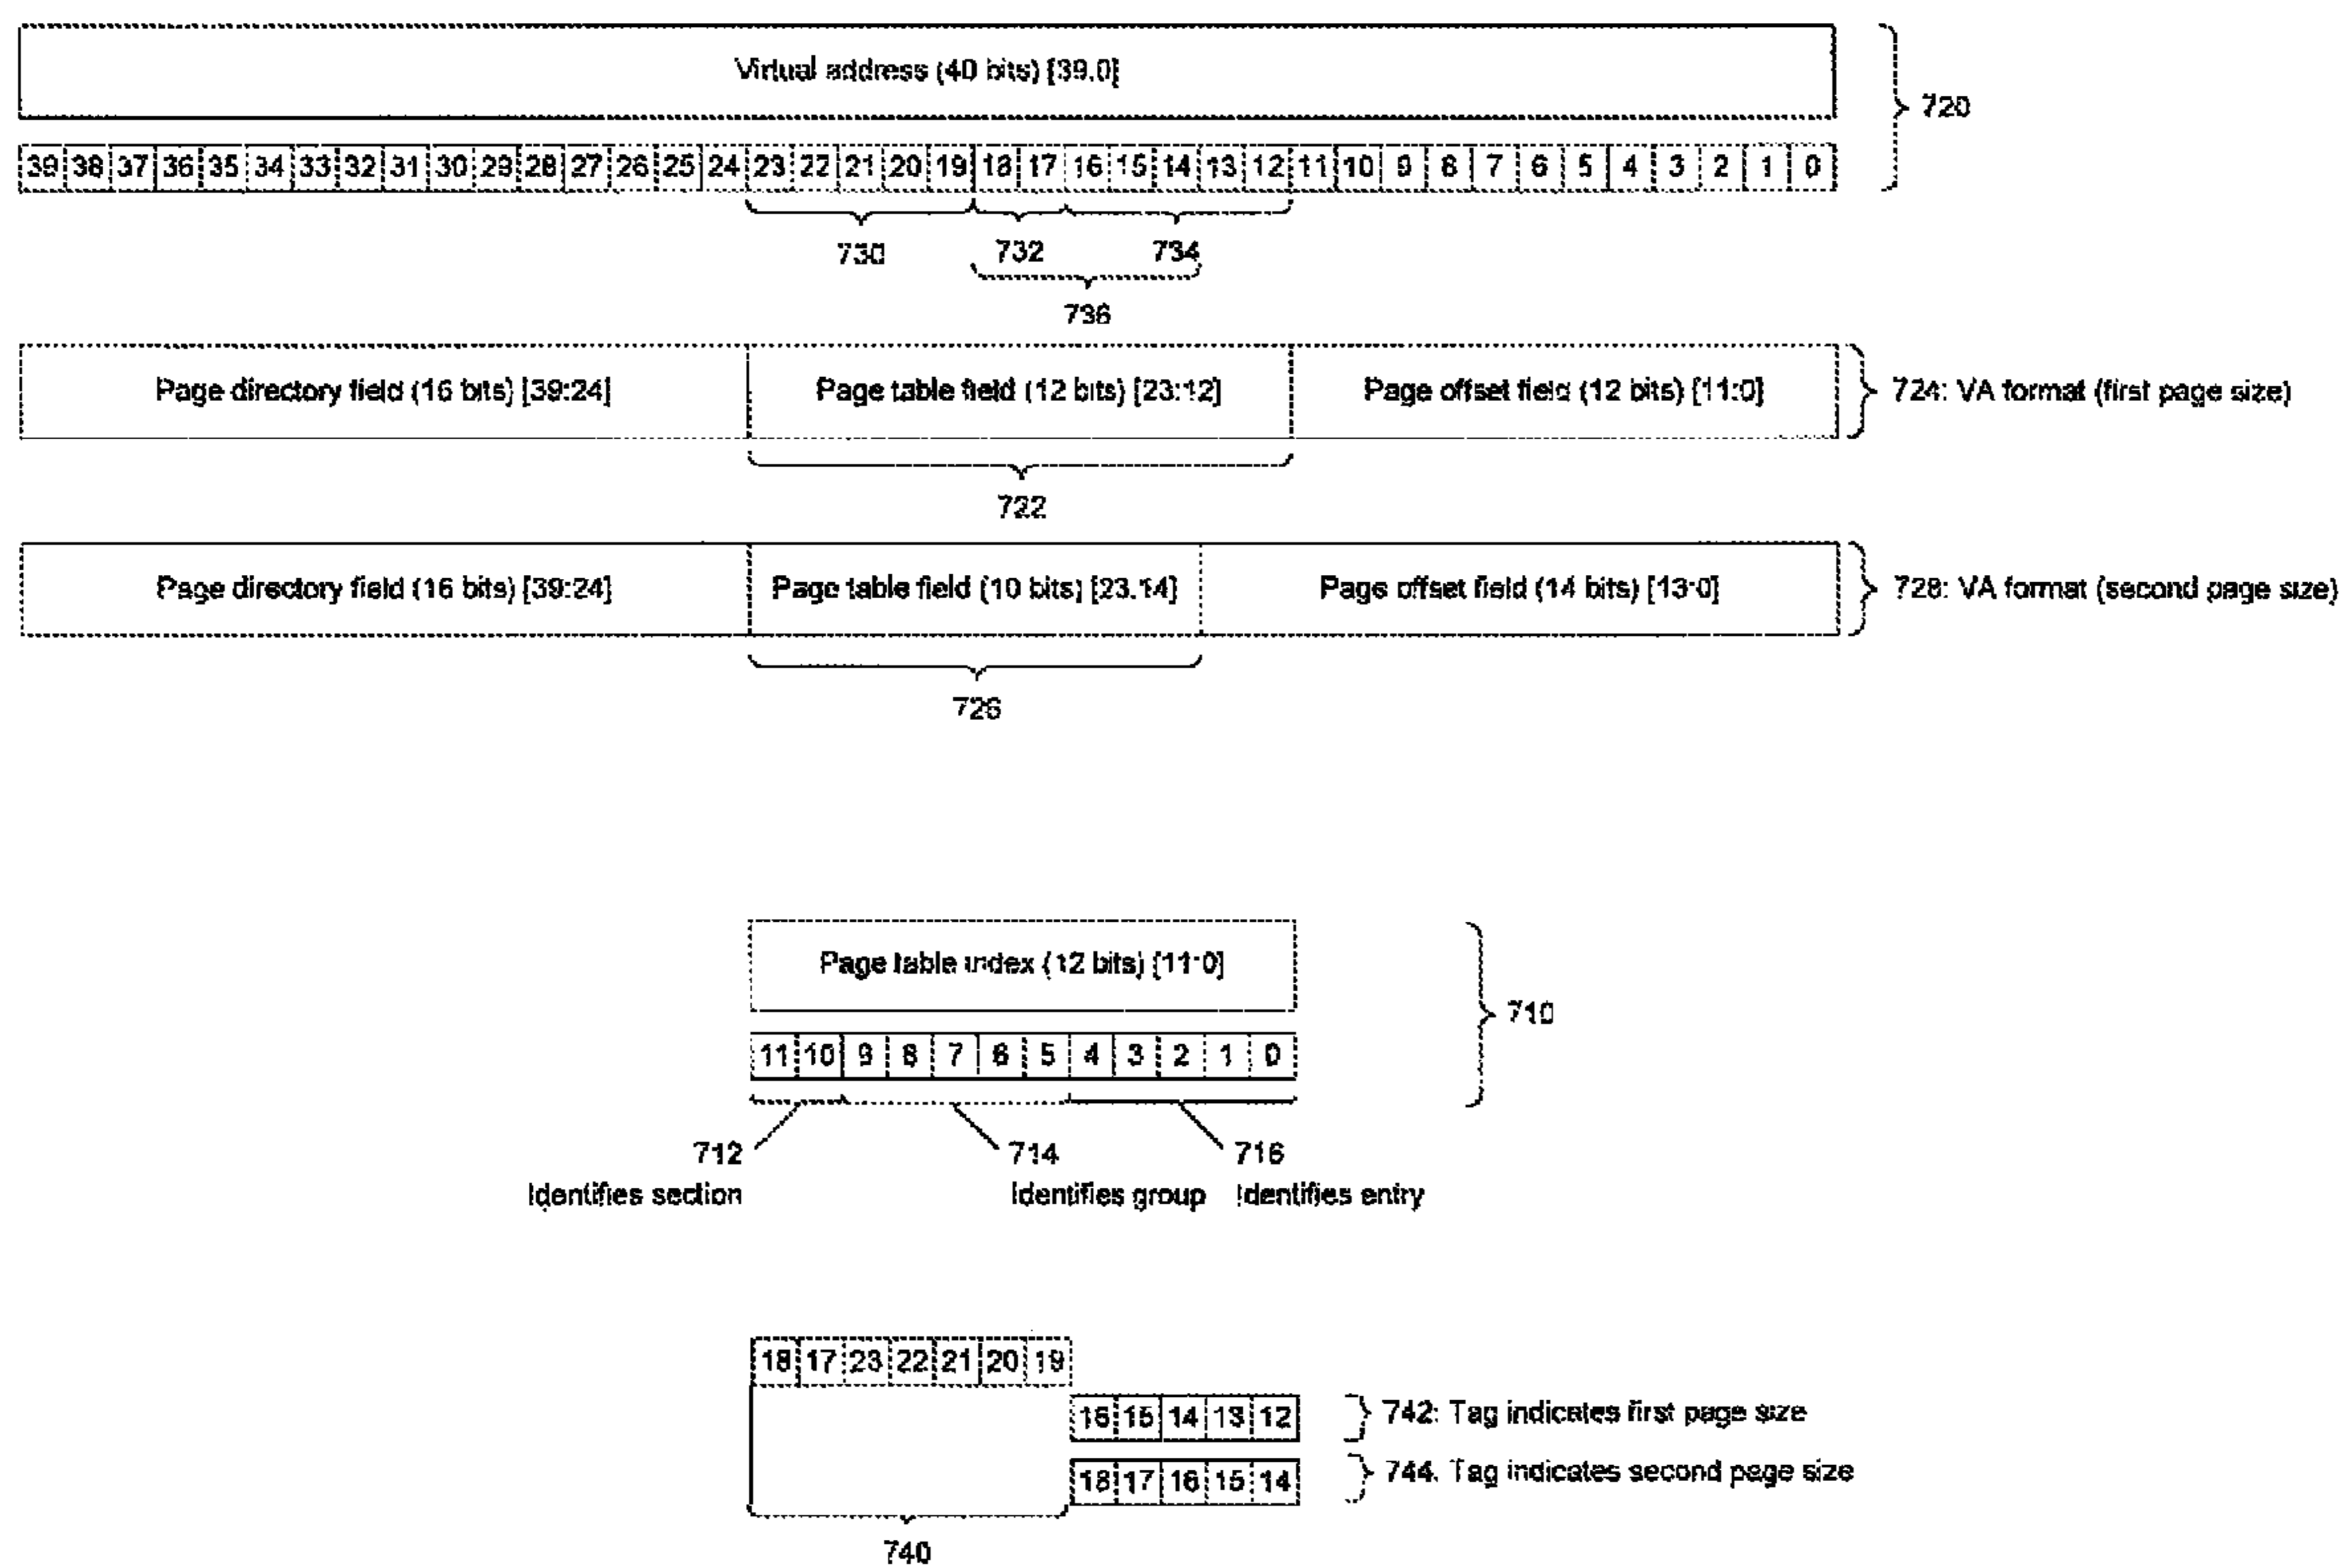 Virtual address (40 bits) [39.0]
720
39 38 37 36 35 34 33 32 31 30 29 28 27 26 25 24 23 22 21 20 19 18 17 16 15 14 13 12 11 10 9 8 7 6 5 4 3 2 1 0
730 732 734
736
Page directory field (16 bits) [39:24] Page table field (12 bits) [23:12] Page offset field (12 bits) [11:0] 724: VA format (first page size)
722
Page directory field (16 bits) [39:24] Page table field (10 bits) [23.14] Page offset field (14 bits) [13:0] 728: VA format (second page size)
726
Page table index (12 bits) [11:0]
710
11 10 9 8 7 6 5 4 3 2 1 0
712 714 716
Identifies section Identifies group Identifies entry
18 17 23 22 21 20 19
16 15 14 13 12 742: Tag indicates first page size
18 17 16 15 14 744. Tag indicates second page size
740